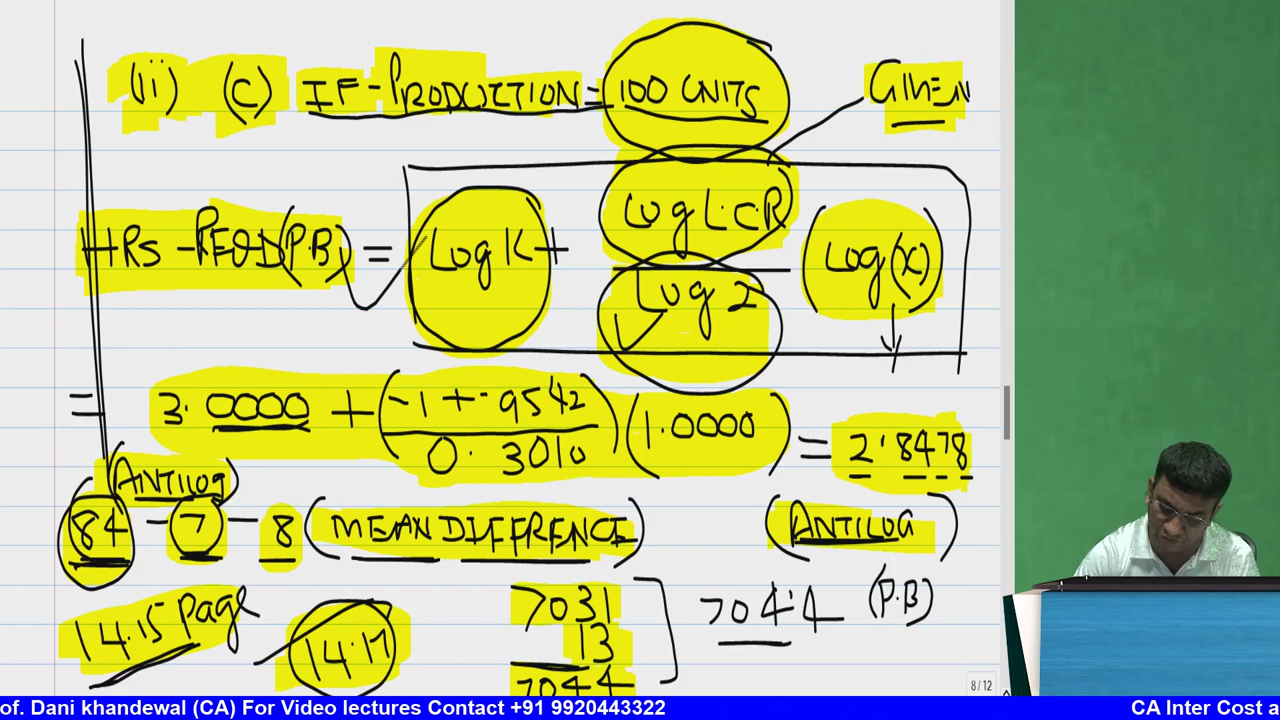 (ii) (C) IF - PRODUCTION = 100 UNITS GIVEN
HRS - REQD (P.B) = Log K + Log L.C.R / Log 2 (Log(x))
= 3.0000 + (-1 + .9542 / 0.3010) (1.0000) = 2.8478
(ANTILOG)
84 - 7 - 8 (MEAN DIFFERENCE) (ANTILOG)
14.15 page 14.17 7031 704.4 (P.B)
13
7044
8/12
of. Dani khandewal (CA) For Video lectures Contact +91 9920443322 CA Inter Cost a